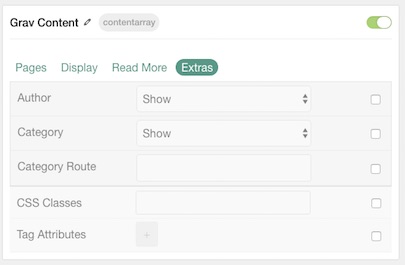 Grav Content contentarray
Pages Display Read More Extras
Author Show
Category Show
Category Route
CSS Classes
Tag Attributes +